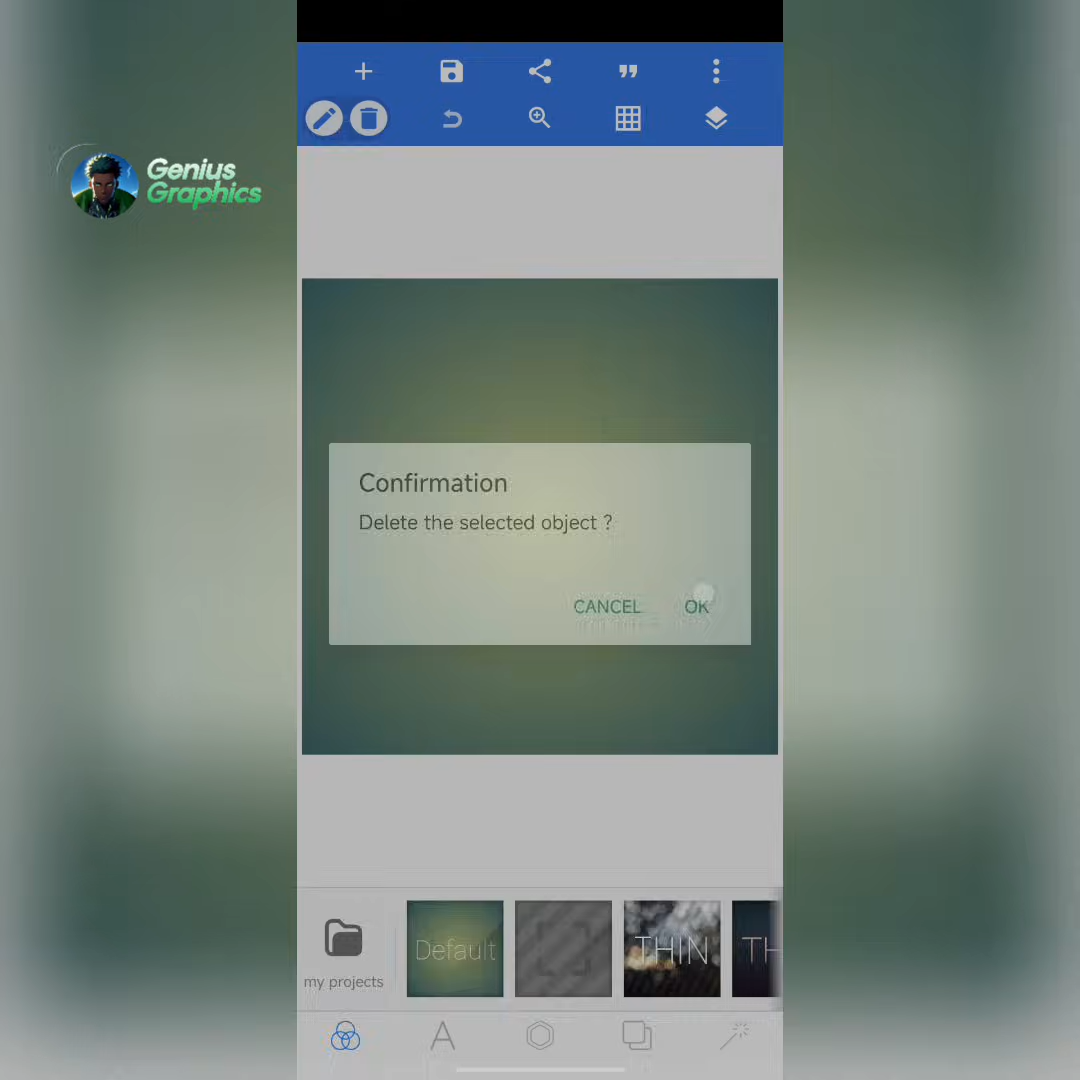 Genius
Graphics
Confirmation
Delete the selected object ?
CANCEL OK
my projects
Default
THIN
TH
A